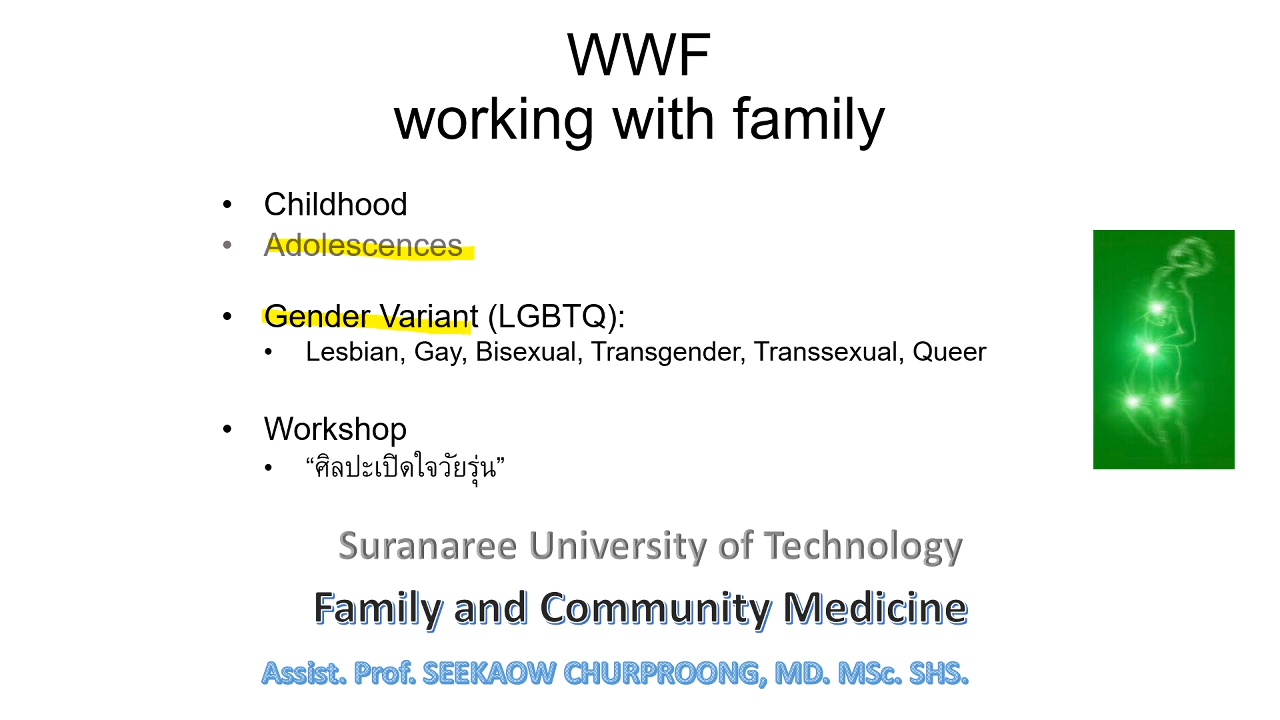 WWF
working with family
• Childhood
• Adolescences
• Gender Variant (LGBTQ):
• Lesbian, Gay, Bisexual, Transgender, Transsexual, Queer
• Workshop
• “ศิลปะเปิดใจวัยรุ่น”
Suranaree University of Technology
Family and Community Medicine
Assist. Prof. SEEKAOW CHURPROONG, MD. MSc. SHS.